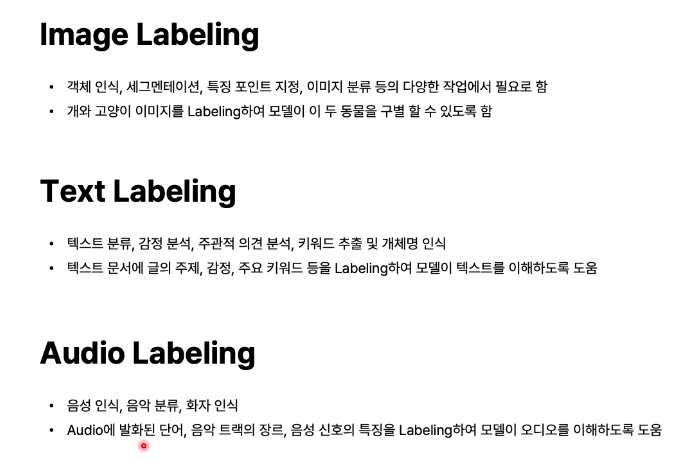 Image Labeling
• 객체 인식, 세그멘테이션, 특징 포인트 지정, 이미지 분류 등의 다양한 작업에서 필요로 함
• 개와 고양이 이미지를 Labeling하여 모델이 이 두 동물을 구별 할 수 있도록 함
Text Labeling
• 텍스트 분류, 감정 분석, 주관적 의견 분석, 키워드 추출 및 개체명 인식
• 텍스트 문서에 글의 주제, 감정, 주요 키워드 등을 Labeling하여 모델이 텍스트를 이해하도록 도움
Audio Labeling
• 음성 인식, 음악 분류, 화자 인식
• Audio에 발화된 단어, 음악 트랙의 장르, 음성 신호의 특징을 Labeling하여 모델이 오디오를 이해하도록 도움